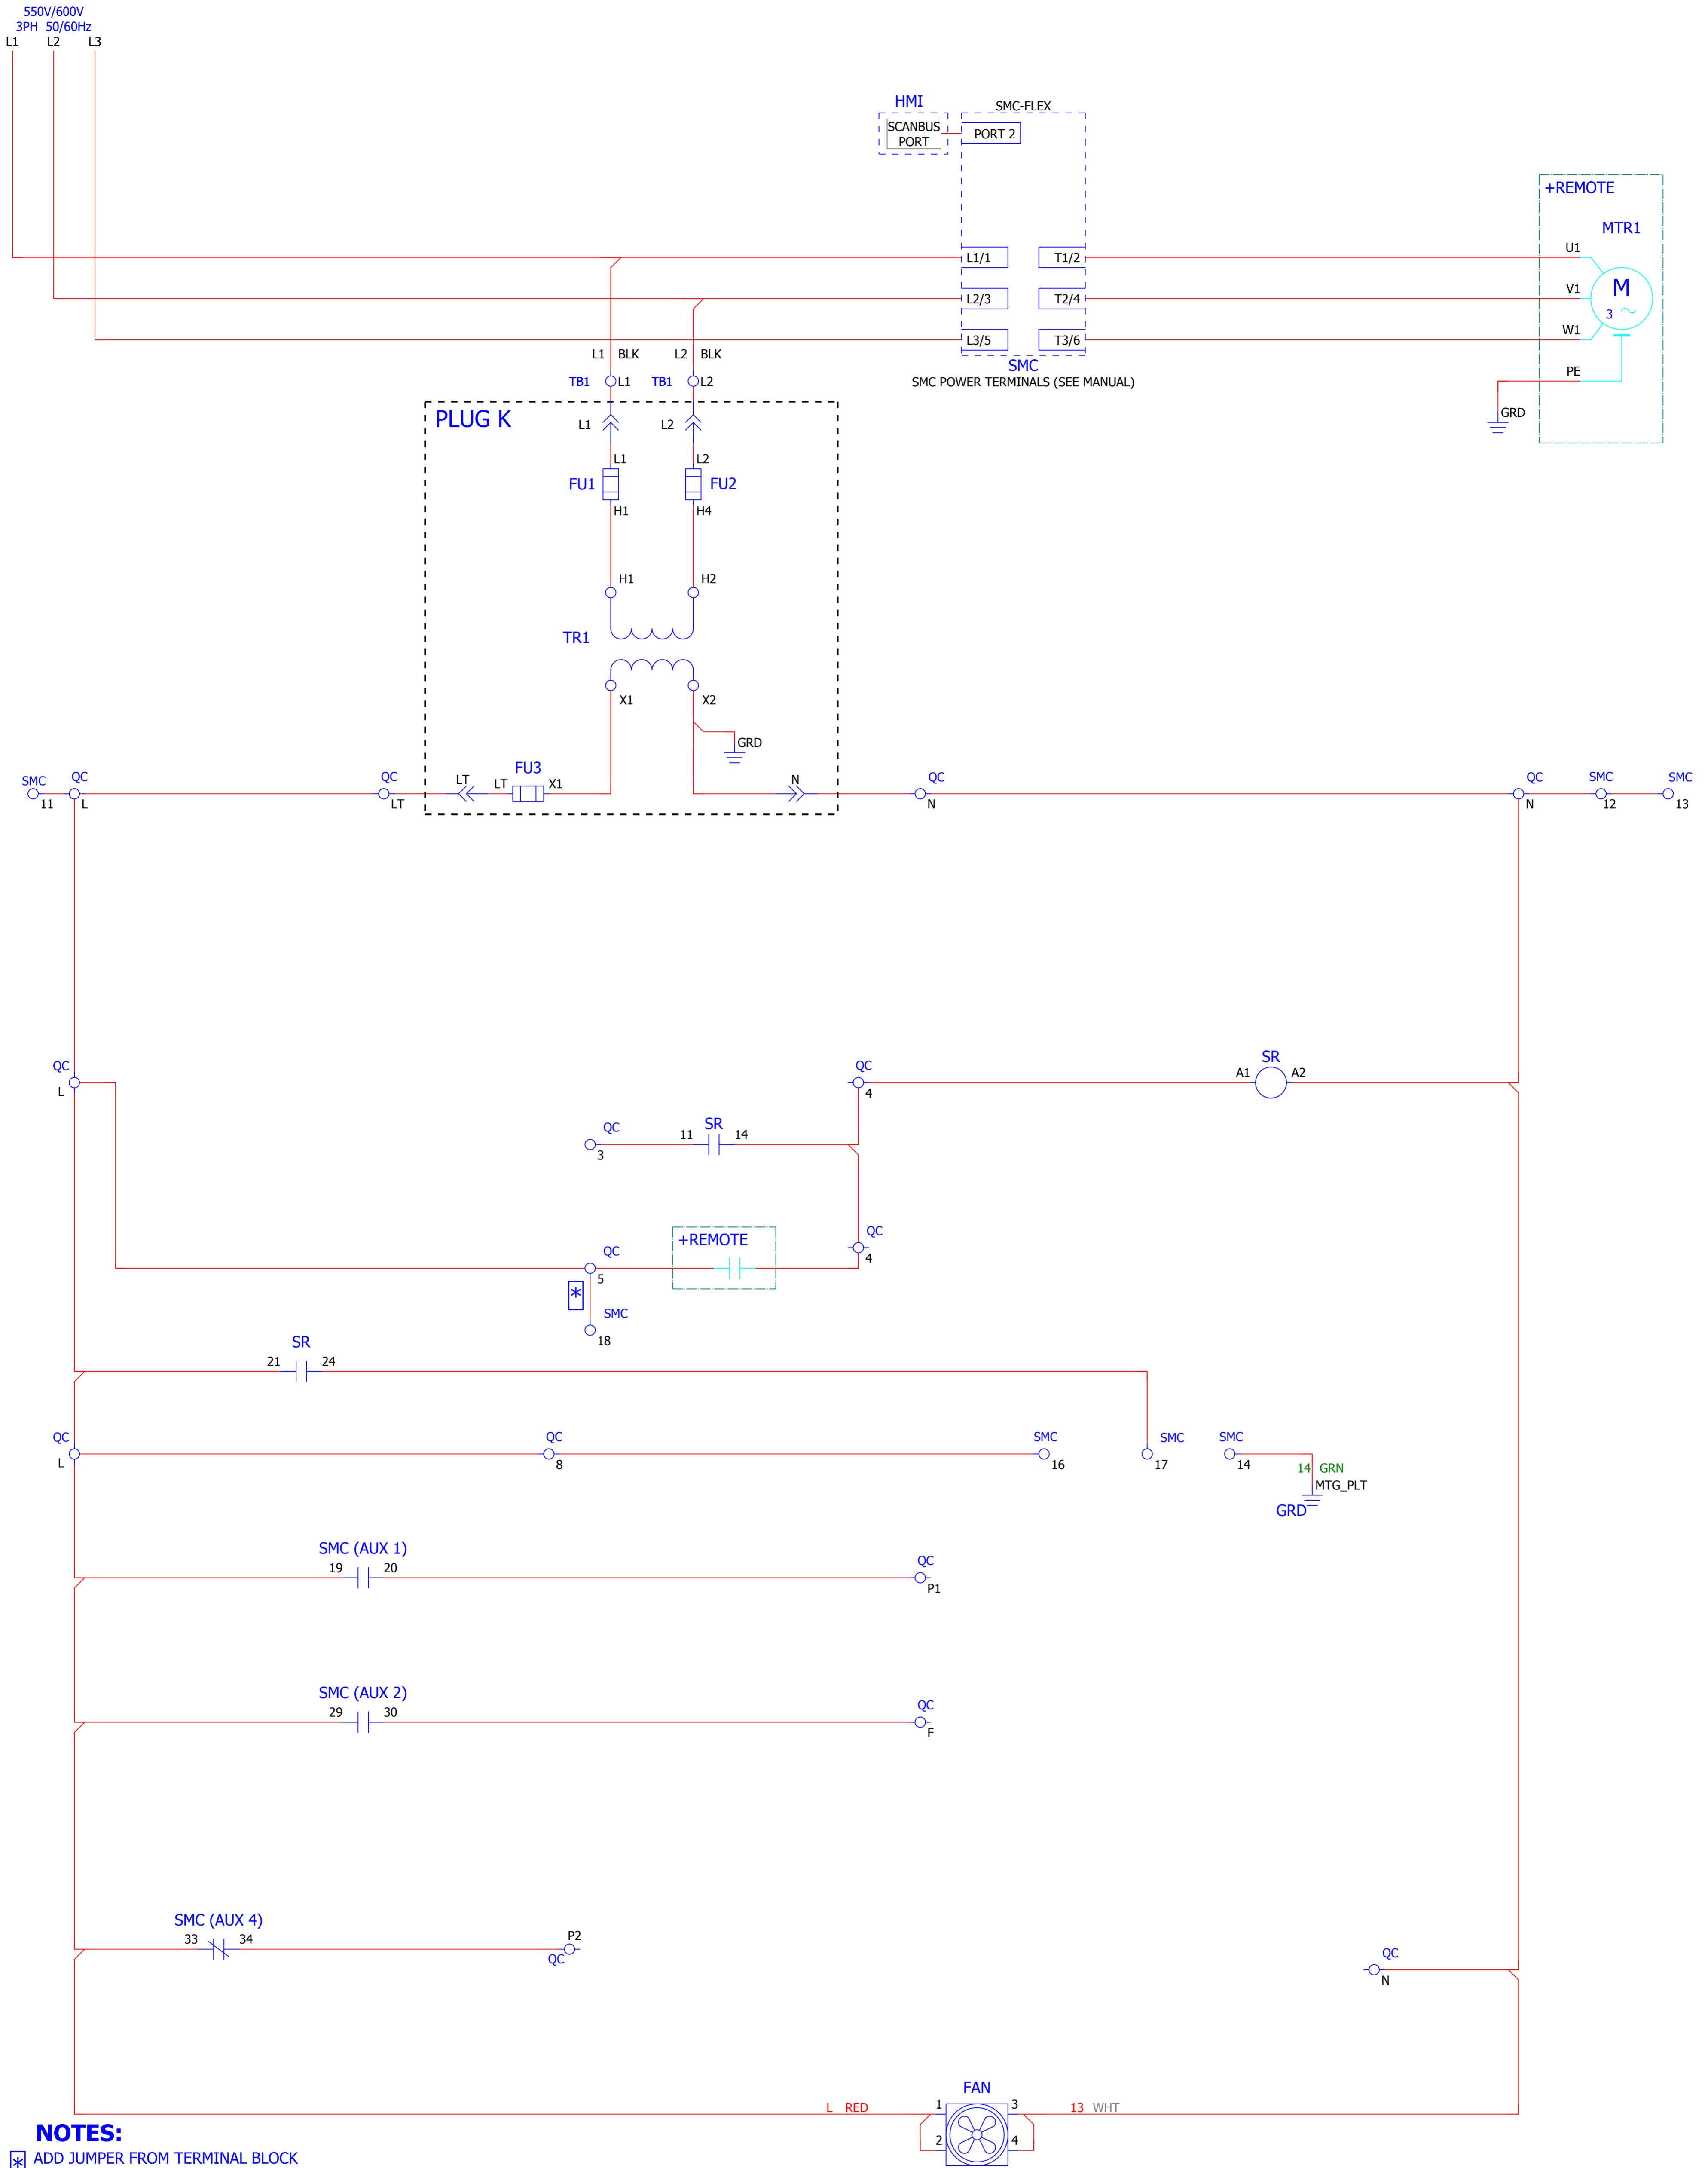 550V/600V
3PH 50/60Hz
L1 L2 L3
HMI
SCANBUS
PORT
SMC-FLEX
PORT 2
+REMOTE
MTR1
U1
L1/1 T1/2
V1
M
3
L2/3 T2/4
W1
L3/5 T3/6
SMC
SMC POWER TERMINALS (SEE MANUAL)
PE
GRD
L1 BLK L2 BLK
TB1 L1 TB1 L2
PLUG K
L1 L2
L1 L2
FU1 FU2
H1 H4
H1 H2
TR1
X1 X2
GRD
SMC QC QC LT LT FU3 X1 N QC QC SMC SMC
11 L LT N N 12 13
QC QC SR
L 4 A1 A2
QC 11 SR 14
3
+REMOTE QC
QC 4
5
*
SMC
18
SR
21 24
QC QC SMC SMC SMC
L 8 16 17 14
14 GRN
MTG_PLT
GRD
SMC (AUX 1)
19 20 QC
P1
SMC (AUX 2)
29 30 QC
F
SMC (AUX 4)
33 34 P2
QC
QC
N
FAN
L RED 1 3 13 WHT
2 4
NOTES:
* ADD JUMPER FROM TERMINAL BLOCK